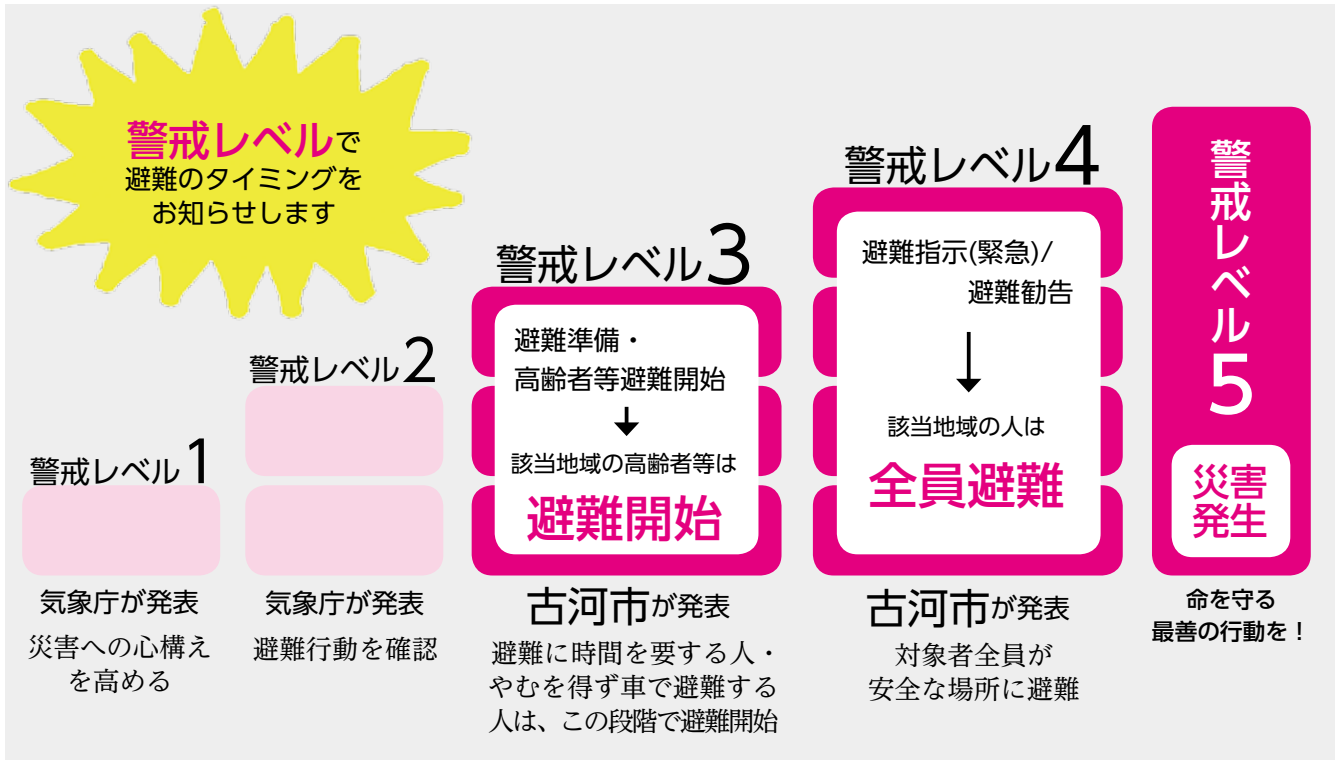 警戒レベルで
避難のタイミングを
お知らせします
警戒レベル1
気象庁が発表
災害への心構え
を高める
警戒レベル2
気象庁が発表
避難行動を確認
警戒レベル3
避難準備・
高齢者等避難開始
↓
該当地域の高齢者等は
避難開始
古河市が発表
避難に時間を要する人・
やむを得ず車で避難する
人は、この段階で避難開始
警戒レベル4
避難指示(緊急)/
避難勧告
↓
該当地域の人は
全員避難
古河市が発表
対象者全員が
安全な場所に避難
警戒レベル5
災害
発生
命を守る
最善の行動を！